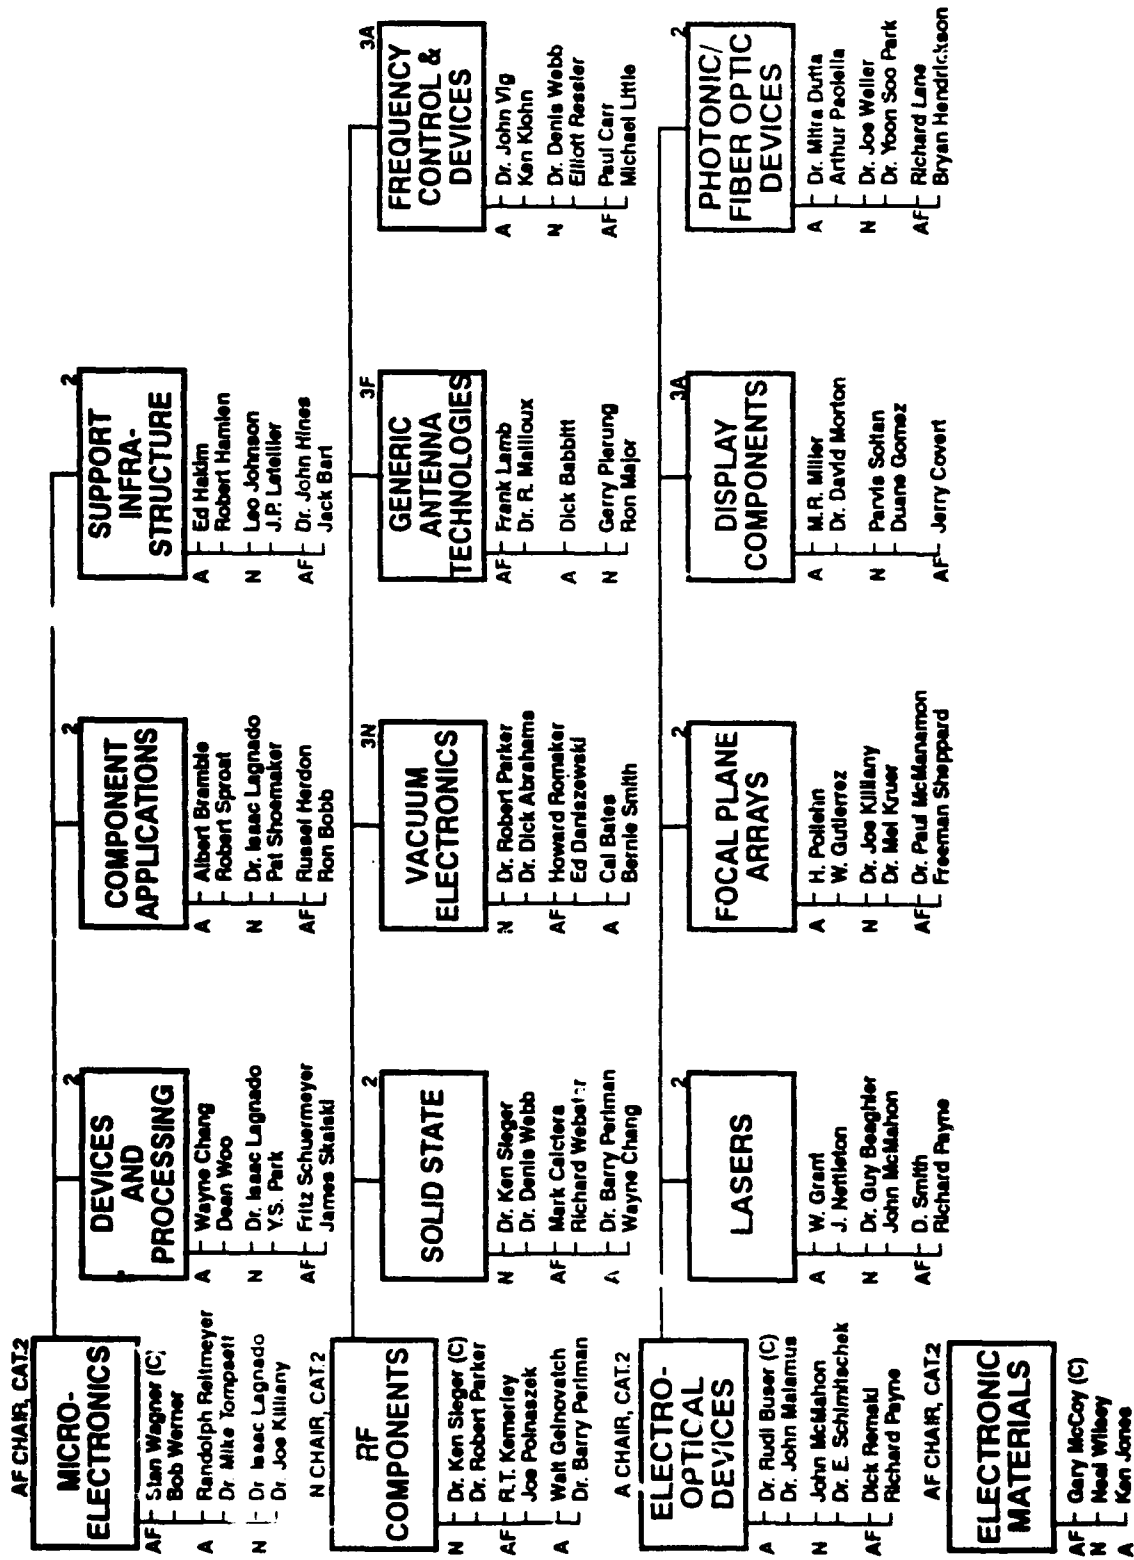 AF CHAIR, CAT.2
MICRO-
ELECTRONICS
AF Stan Wagner (C)
Bob Werner
A Randolph Reitmeyer
Dr. Mike Tompsett
N Dr Isaac Lagnado
Dr. Joe Killiany
2
DEVICES
AND
PROCESSING
A Wayne Chang
Dean Woo
N Dr. Isaac Lagnado
Y.S. Park
AF Fritz Schuermeyer
James Skalski
2
COMPONENT
APPLICATIONS
A Albert Bramble
Robert Sproat
N Dr. Isaac Lagnado
Pat Shoemaker
AF Russel Herdon
Ron Bobb
2
SUPPORT
INFRA-
STRUCTURE
A Ed Hakim
Robert Hamlen
N Leo Johnson
J.P. Letellier
AF Dr. John Hines
Jack Bart
N CHAIR, CAT.2
RF
COMPONENTS
N Dr. Ken Sleger (C)
Dr. Robert Parker
AF R.T. Kemerley
Joe Polnaszek
A Walt Gelnovatch
Dr. Barry Perlman
2
SOLID STATE
N Dr. Ken Sleger
Dr. Denis Webb
AF Mark Calctera
Richard Webster
A Dr. Barry Perlman
Wayne Chang
3N
VACUUM
ELECTRONICS
N Dr. Robert Parker
Dr. Dick Abrahams
AF Howard Romaker
Ed Daniszewski
A Cal Bates
Bernie Smith
3F
GENERIC
ANTENNA
TECHNOLOGIES
AF Frank Lamb
Dr. R. Mailloux
A Dick Babbitt
N Gerry Pierung
Ron Major
3A
FREQUENCY
CONTROL &
DEVICES
A Dr. John Vig
Ken Klohn
N Dr. Denis Webb
Elliott Ressler
AF Paul Carr
Michael Little
A CHAIR, CAT.2
ELECTRO-
OPTICAL
DEVICES
A Dr. Rudi Buser (C)
Dr. John Malamus
N John McMahon
Dr. E. Schimitschek
AF Dick Remski
Richard Payne
2
LASERS
A W. Grant
J. Nettleton
N Dr. Guy Beaghler
John McMahon
AF D. Smith
Richard Payne
2
FOCAL PLANE
ARRAYS
A H. Pollehn
W. Gutierrez
N Dr. Joe Killiany
Dr. Mel Kruer
AF Dr. Paul McManamon
Freeman Sheppard
3A
DISPLAY
COMPONENTS
A M.R. Miller
Dr. David Morton
N Parvis Soltan
Duane Gomez
AF Jerry Covert
2
PHOTONIC/
FIBER OPTIC
DEVICES
A Dr. Mitra Dutta
Arthur Paolella
N Dr. Joe Weller
Dr. Yoon Soo Park
AF Richard Lane
Bryan Hendrickson
AF CHAIR, CAT.2
ELECTRONIC
MATERIALS
AF Gary McCoy (C)
N Neal Wilsey
A Ken Jones